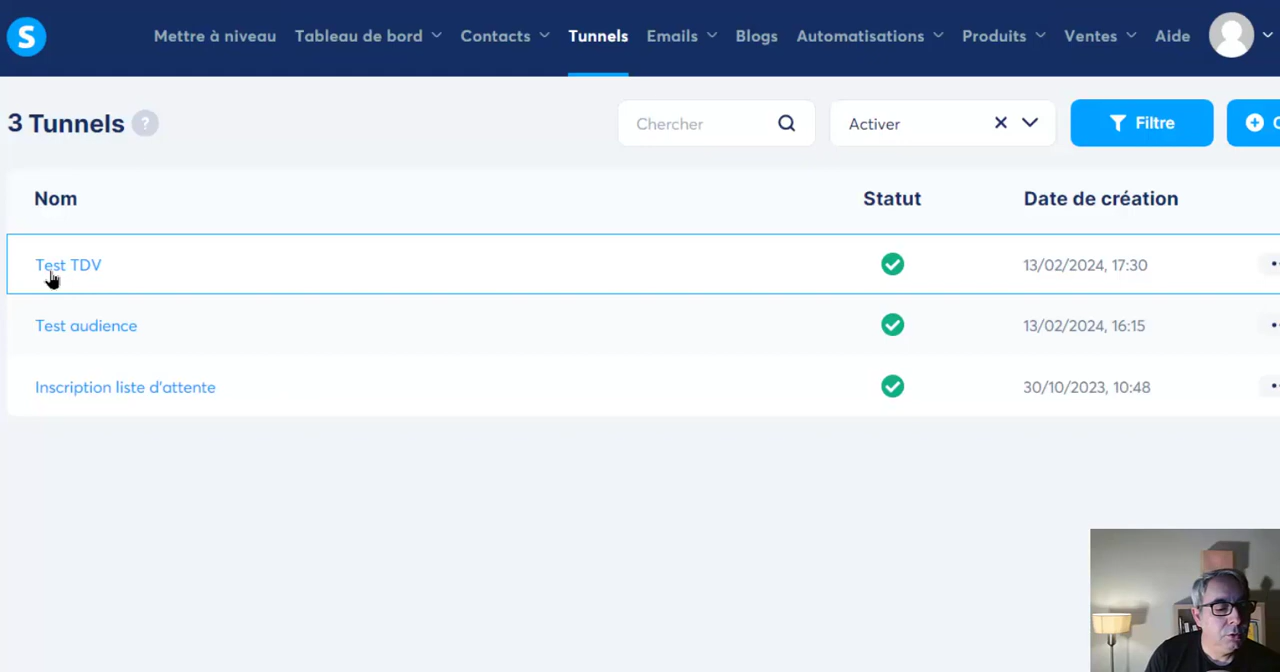 S
Mettre à niveau Tableau de bord Contacts Tunnels Emails Blogs Automatisations Produits Ventes Aide
3 Tunnels ? Chercher Activer Filtre
Nom Statut Date de création
Test TDV 13/02/2024, 17:30
Test audience 13/02/2024, 16:15
Inscription liste d'attente 30/10/2023, 10:48